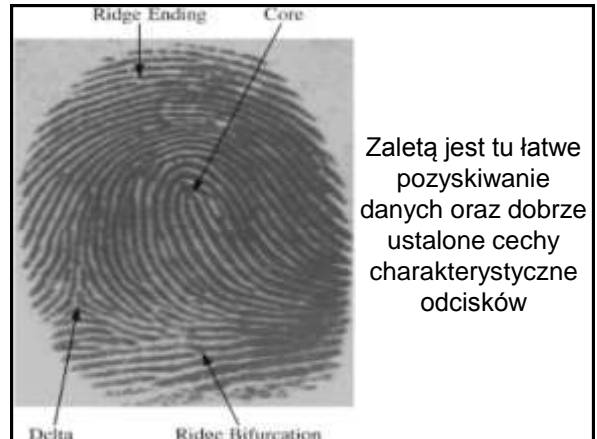 Ridge Ending Core
Zaletą jest tu łatwe
pozyskiwanie
danych oraz dobrze
ustalone cechy
charakterystyczne
odcisków
Delta Ridge Bifurcation